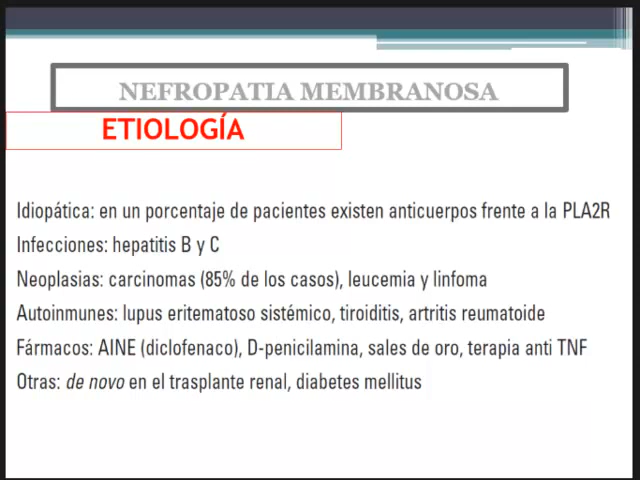 NEFROPATIA MEMBRANOSA
ETIOLOGÍA
Idiopática: en un porcentaje de pacientes existen anticuerpos frente a la PLA2R
Infecciones: hepatitis B y C
Neoplasias: carcinomas (85% de los casos), leucemia y linfoma
Autoinmunes: lupus eritematoso sistémico, tiroiditis, artritis reumatoide
Fármacos: AINE (diclofenaco), D-penicilamina, sales de oro, terapia anti TNF
Otras: de novo en el trasplante renal, diabetes mellitus